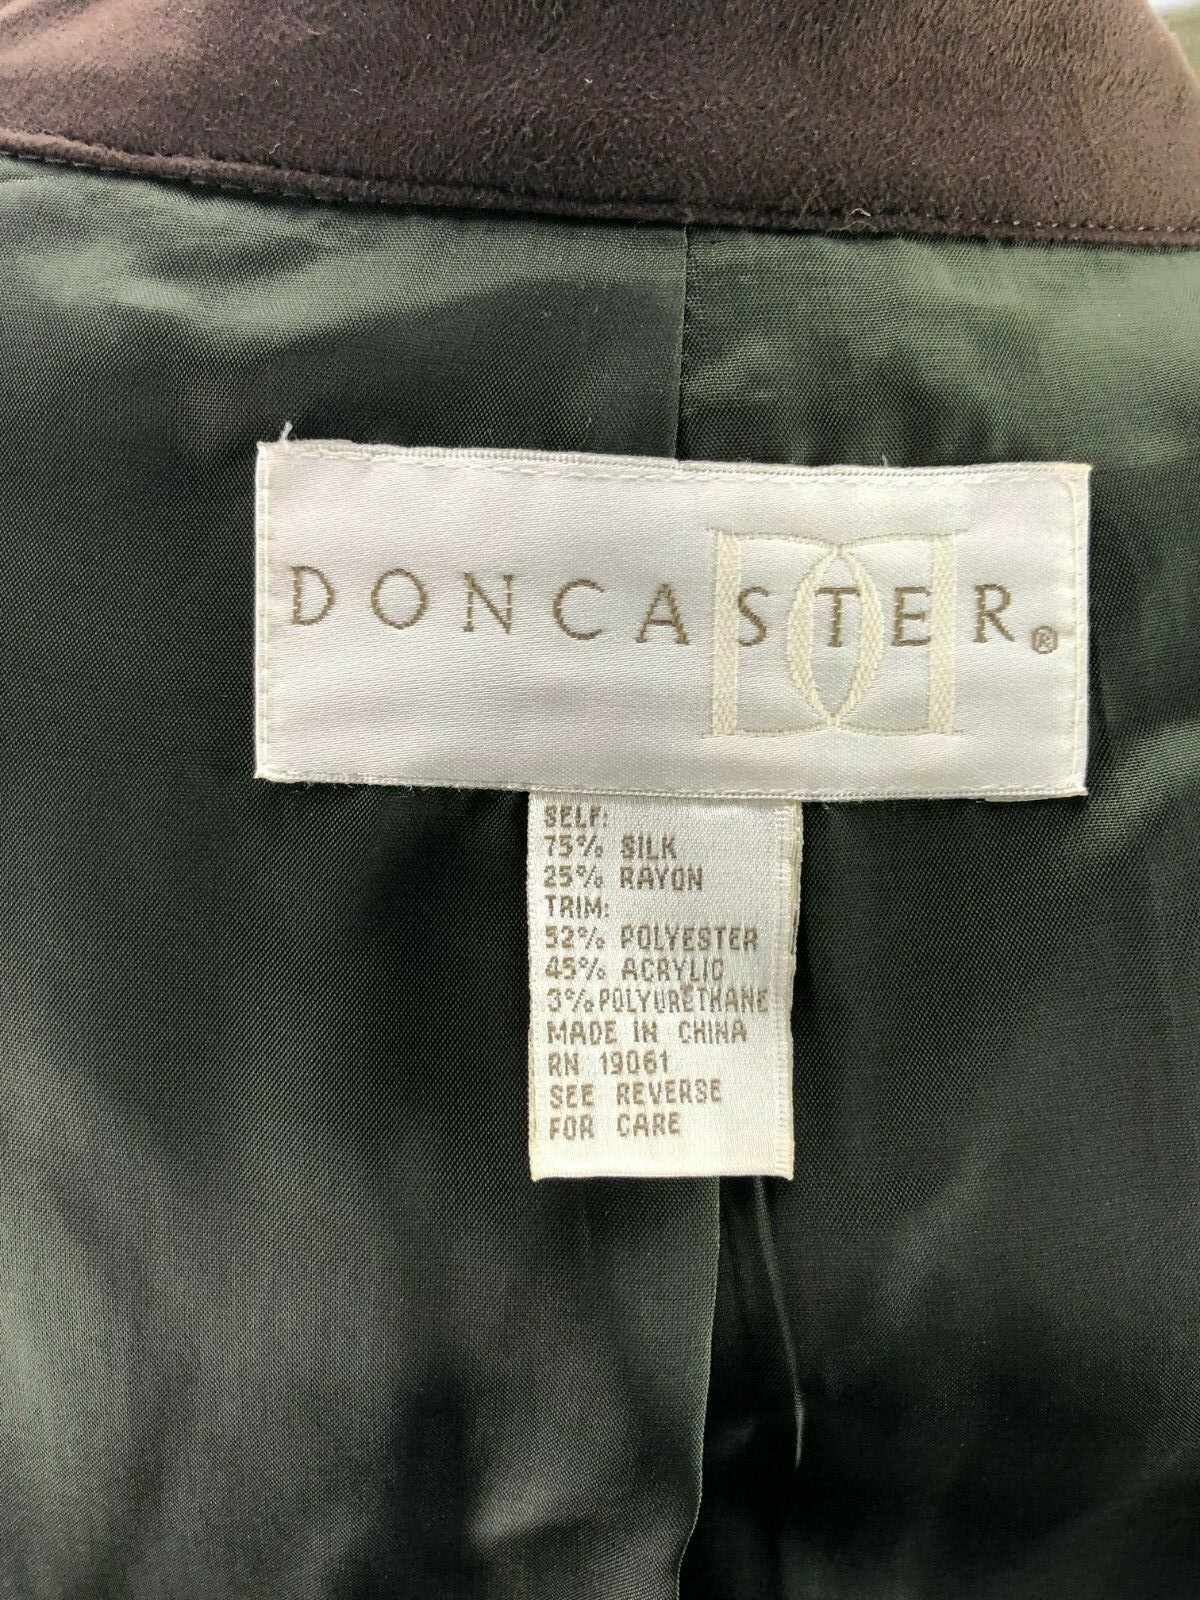 DONCASTER®
SELF:
75% SILK
25% RAYON
TRIM:
52% POLYESTER
45% ACRYLIC
3% POLYURETHANE
MADE IN CHINA
RN 19061
SEE REVERSE
FOR CARE